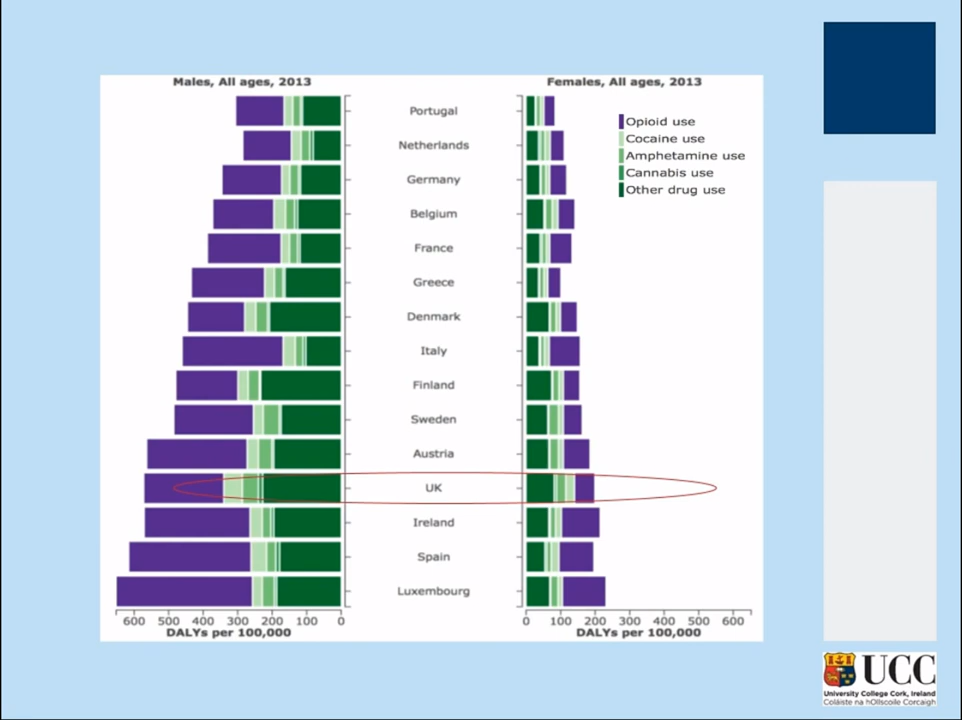 Males, All ages, 2013
Females, All ages, 2013
Opioid use
Cocaine use
Amphetamine use
Cannabis use
Other drug use
Portugal
Netherlands
Germany
Belgium
France
Greece
Denmark
Italy
Finland
Sweden
Austria
UK
Ireland
Spain
Luxembourg
600 500 400 300 200 100 0
0 100 200 300 400 500 600
DALYs per 100,000
DALYs per 100,000
UCC
University College Cork, Ireland
Coláiste na hOllscoile Corcaigh